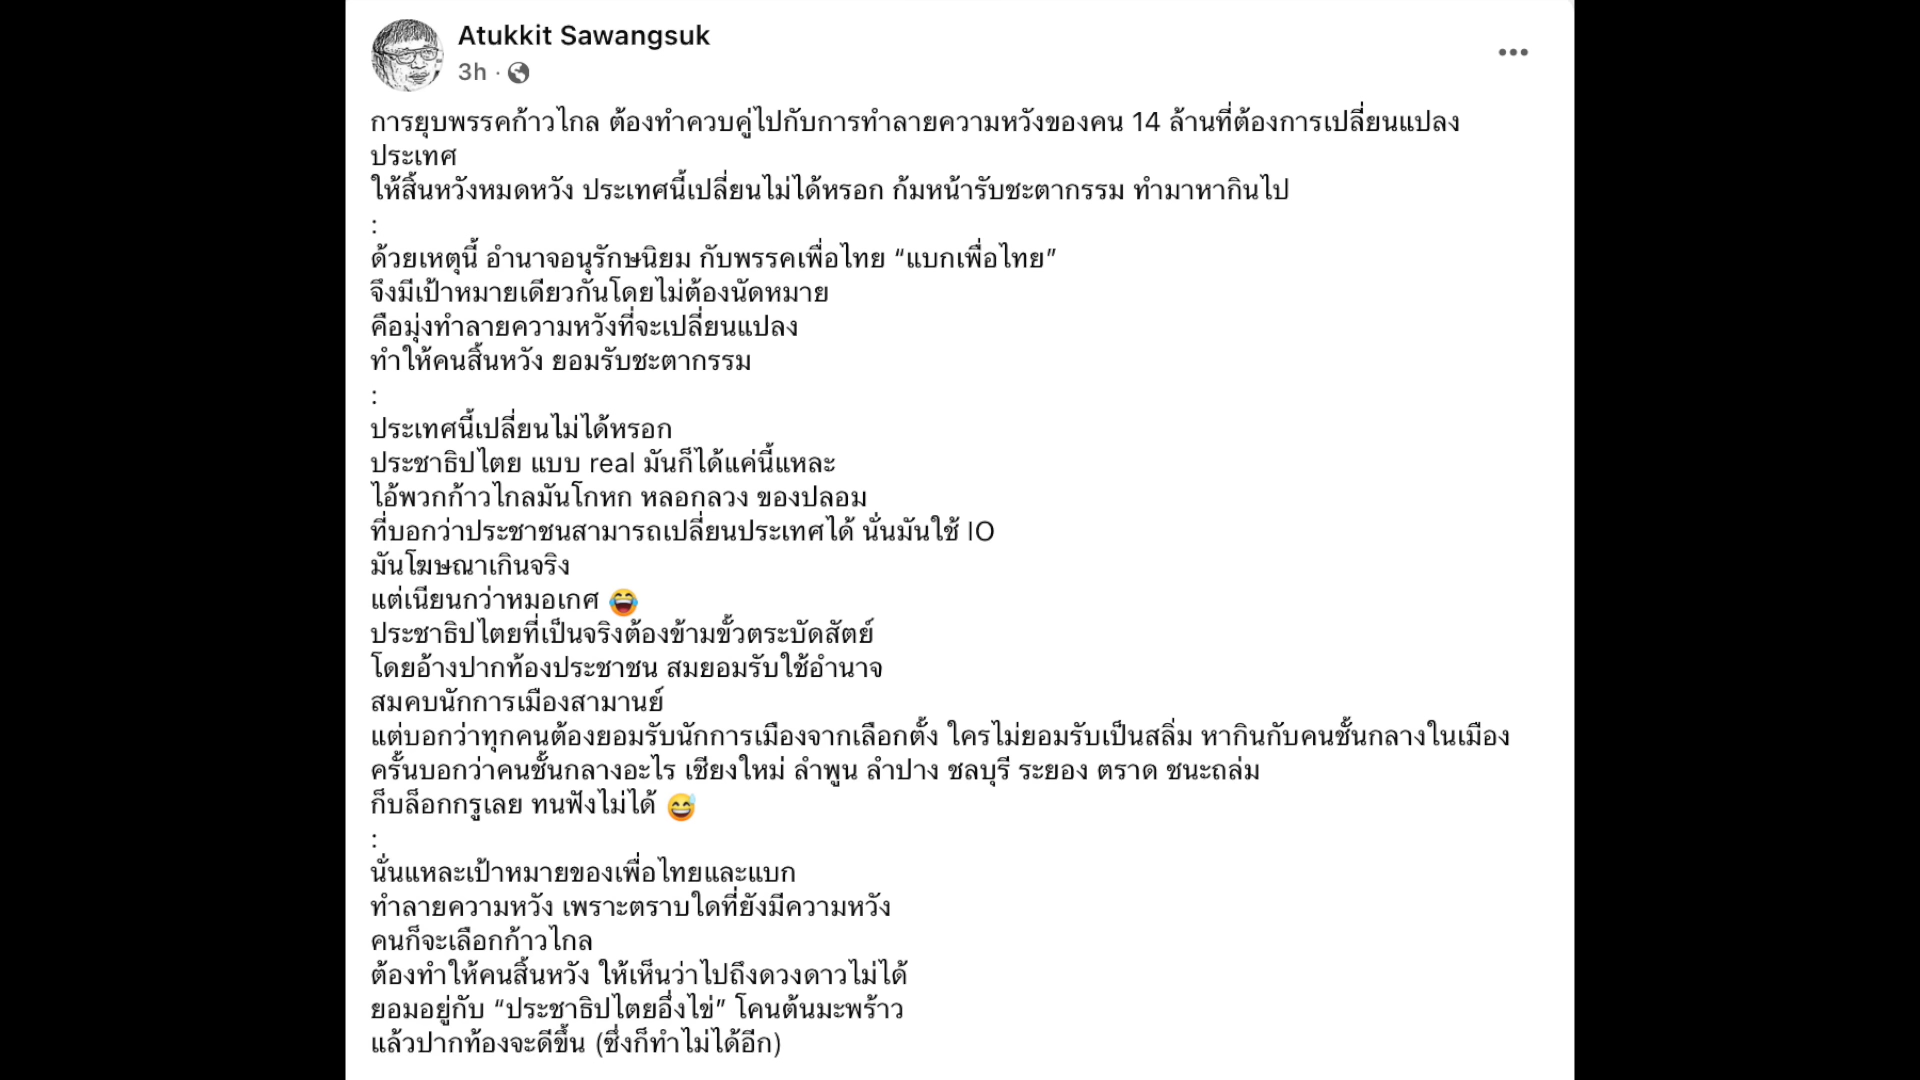 Atukkit Sawangsuk
3h ·
การยุบพรรคก้าวไกล ต้องทำควบคู่ไปกับการทำลายความหวังของคน 14 ล้านที่ต้องการเปลี่ยนแปลง
ประเทศ
ให้สิ้นหวังหมดหวัง ประเทศนี้เปลี่ยนไม่ได้หรอก ก้มหน้ารับชะตากรรม ทำมาหากินไป
:
ด้วยเหตุนี้ อำนาจอนุรักษนิยม กับพรรคเพื่อไทย “แบกเพื่อไทย”
จึงมีเป้าหมายเดียวกันโดยไม่ต้องนัดหมาย
คือมุ่งทำลายความหวังที่จะเปลี่ยนแปลง
ทำให้คนสิ้นหวัง ยอมรับชะตากรรม
:
ประเทศนี้เปลี่ยนไม่ได้หรอก
ประชาธิปไตย แบบ real มันก็ได้แค่นี้แหละ
ไอ้พวกก้าวไกลมันโกหก หลอกลวง ของปลอม
ที่บอกว่าประชาชนสามารถเปลี่ยนประเทศได้ นั่นมันใช้ IO
มันโฆษณาเกินจริง
แต่เนียนกว่าหมอเกศ 😂
ประชาธิปไตยที่เป็นจริงต้องข้ามขั้วตระบัดสัตย์
โดยอ้างปากท้องประชาชน สมยอมรับใช้อำนาจ
สมคบนักการเมืองสามานย์
แต่บอกว่าทุกคนต้องยอมรับนักการเมืองจากเลือกตั้ง ใครไม่ยอมรับเป็นสลิ่ม หากินกับคนชั้นกลางในเมือง
ครั้นบอกว่าคนชั้นกลางอะไร เชียงใหม่ ลำพูน ลำปาง ชลบุรี ระยอง ตราด ชนะถล่ม
ก็บล็อกกรูเลย ทนฟังไม่ได้ 😅
:
นั่นแหละเป้าหมายของเพื่อไทยและแบก
ทำลายความหวัง เพราะตราบใดที่ยังมีความหวัง
คนก็จะเลือกก้าวไกล
ต้องทำให้คนสิ้นหวัง ให้เห็นว่าไปถึงดวงดาวไม่ได้
ยอมอยู่กับ “ประชาธิปไตยอึ่งไข่” โคนต้นมะพร้าว
แล้วปากท้องจะดีขึ้น (ซึ่งก็ทำไม่ได้อีก)